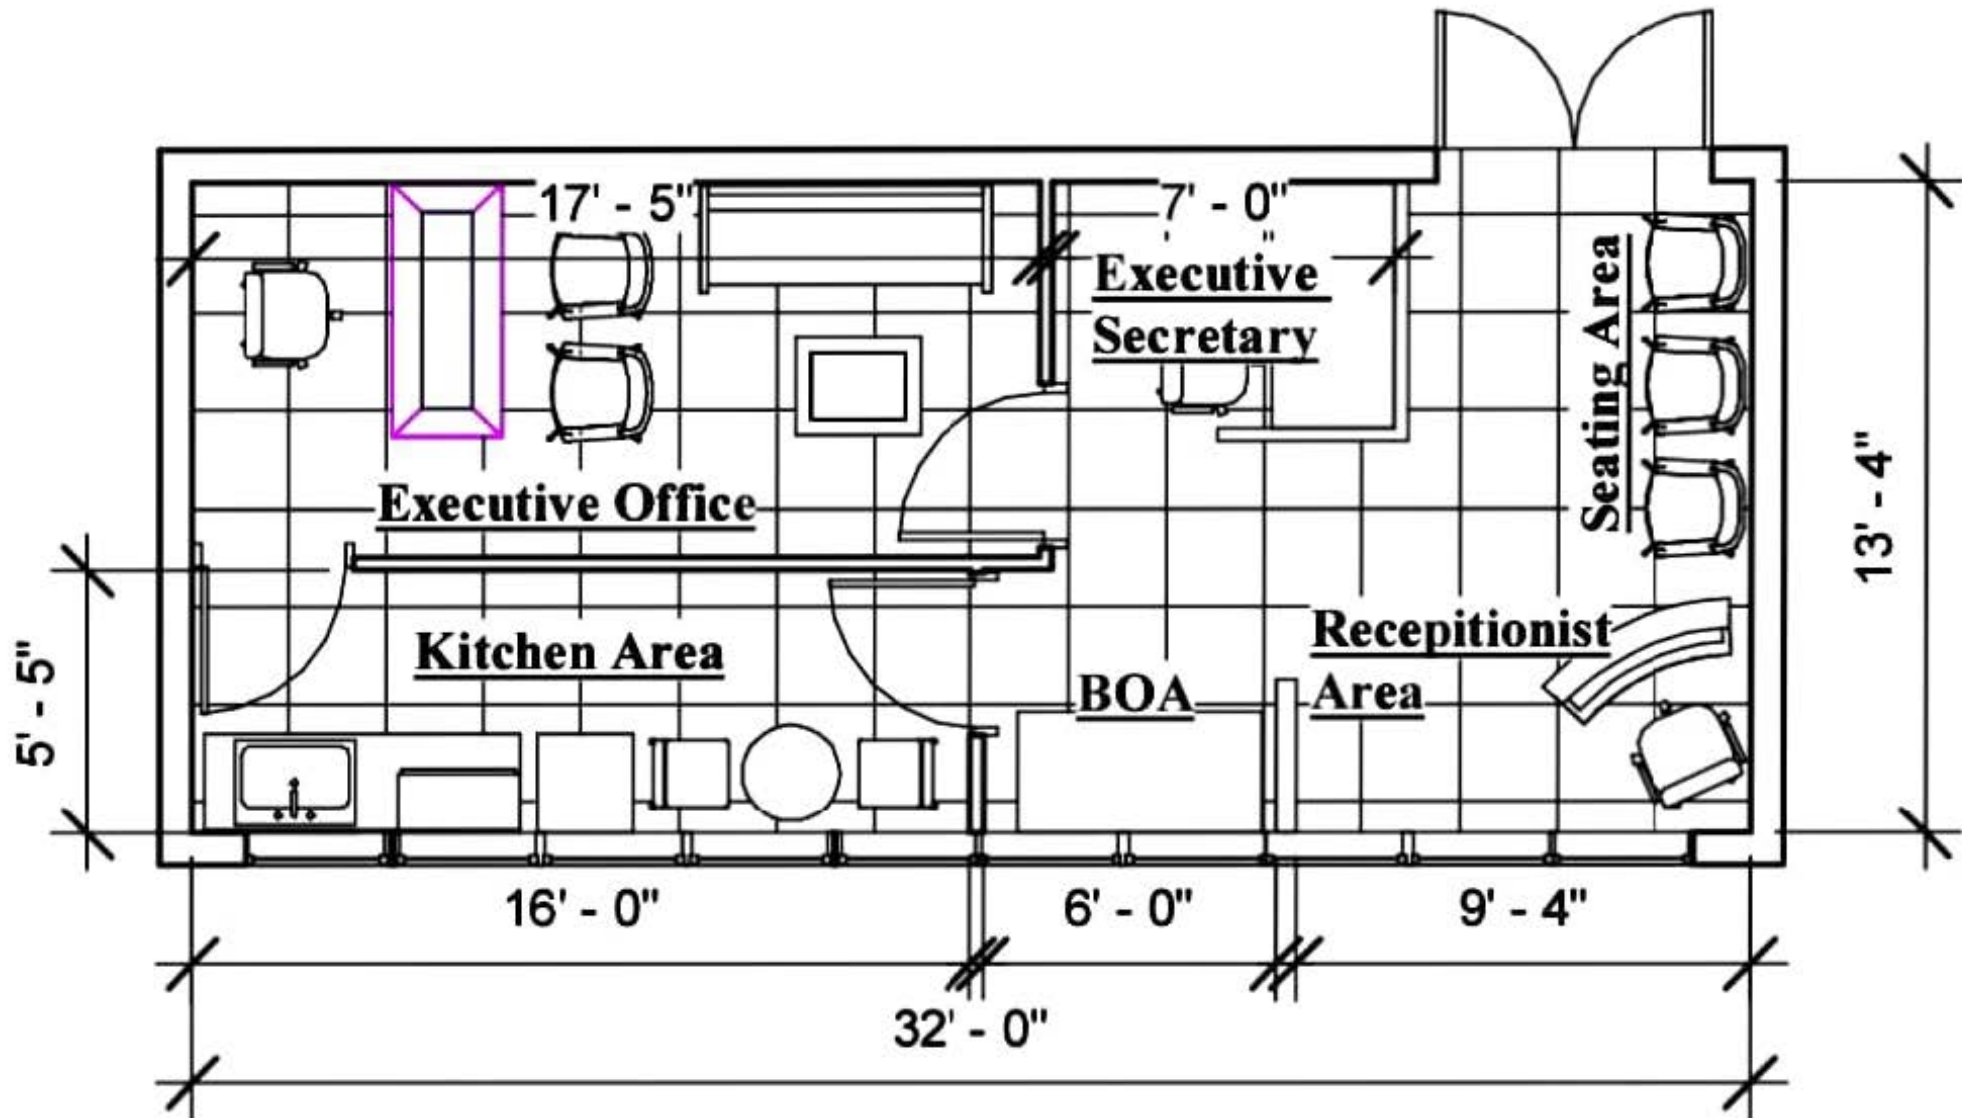 17' - 5"
7' - 0"
Executive
Secretary
Seating Area
13' - 4"
Executive Office
5' - 5"
Kitchen Area
Recepitionist
Area
BOA
16' - 0"
6' - 0"
9' - 4"
32' - 0"